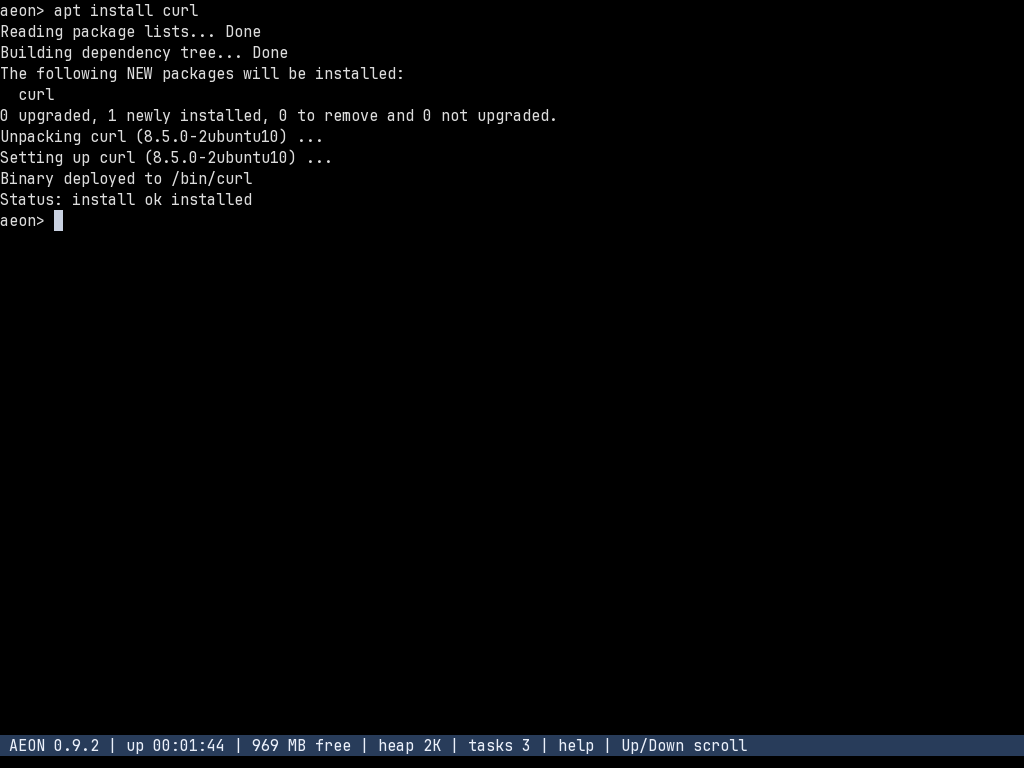 aeon> apt install curl
Reading package lists... Done
Building dependency tree... Done
The following NEW packages will be installed:
  curl
0 upgraded, 1 newly installed, 0 to remove and 0 not upgraded.
Unpacking curl (8.5.0-2ubuntu10) ...
Setting up curl (8.5.0-2ubuntu10) ...
Binary deployed to /bin/curl
Status: install ok installed
aeon>
AEON 0.9.2 | up 00:01:44 | 969 MB free | heap 2K | tasks 3 | help | Up/Down scroll